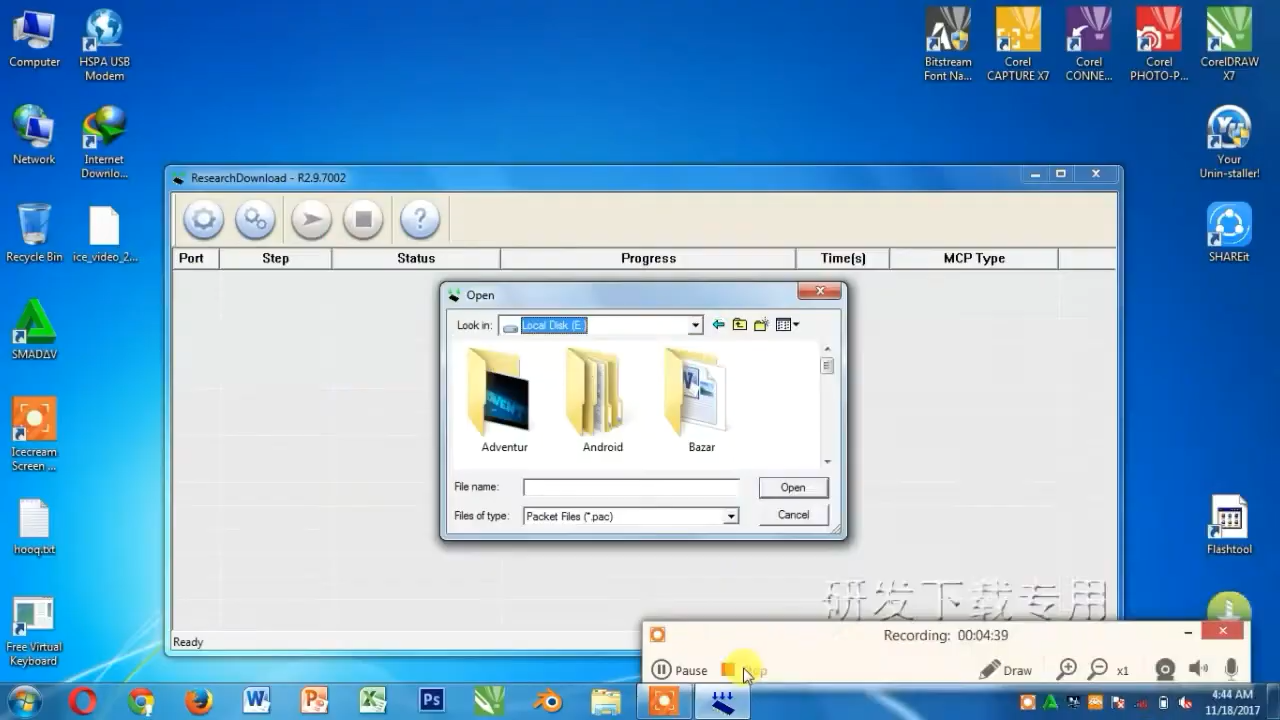 Computer
HSPA USB
Modem
Bitstream
Font Na...
Corel
CAPTURE X7
Corel
CONNE...
Corel
PHOTO-P...
CorelDRAW
X7
Network
Internet
Downlo...
Your
Unin-staller!
ResearchDownload - R2.9.7002
Recycle Bin
ice_video_2...
SHAREit
Port
Step
Status
Progress
Time(s)
MCP Type
Open
Look in:
Local Disk (E:)
SMADΔV
Adventur
Android
Bazar
Icecream
Screen ...
File name:
Open
Files of type:
Packet Files (*.pac)
Cancel
hooq.txt
Flashtool
研发下载专用
Ready
Recording: 00:04:39
Free Virtual
Keyboard
Pause
Draw
x1
4:44 AM
11/18/2017